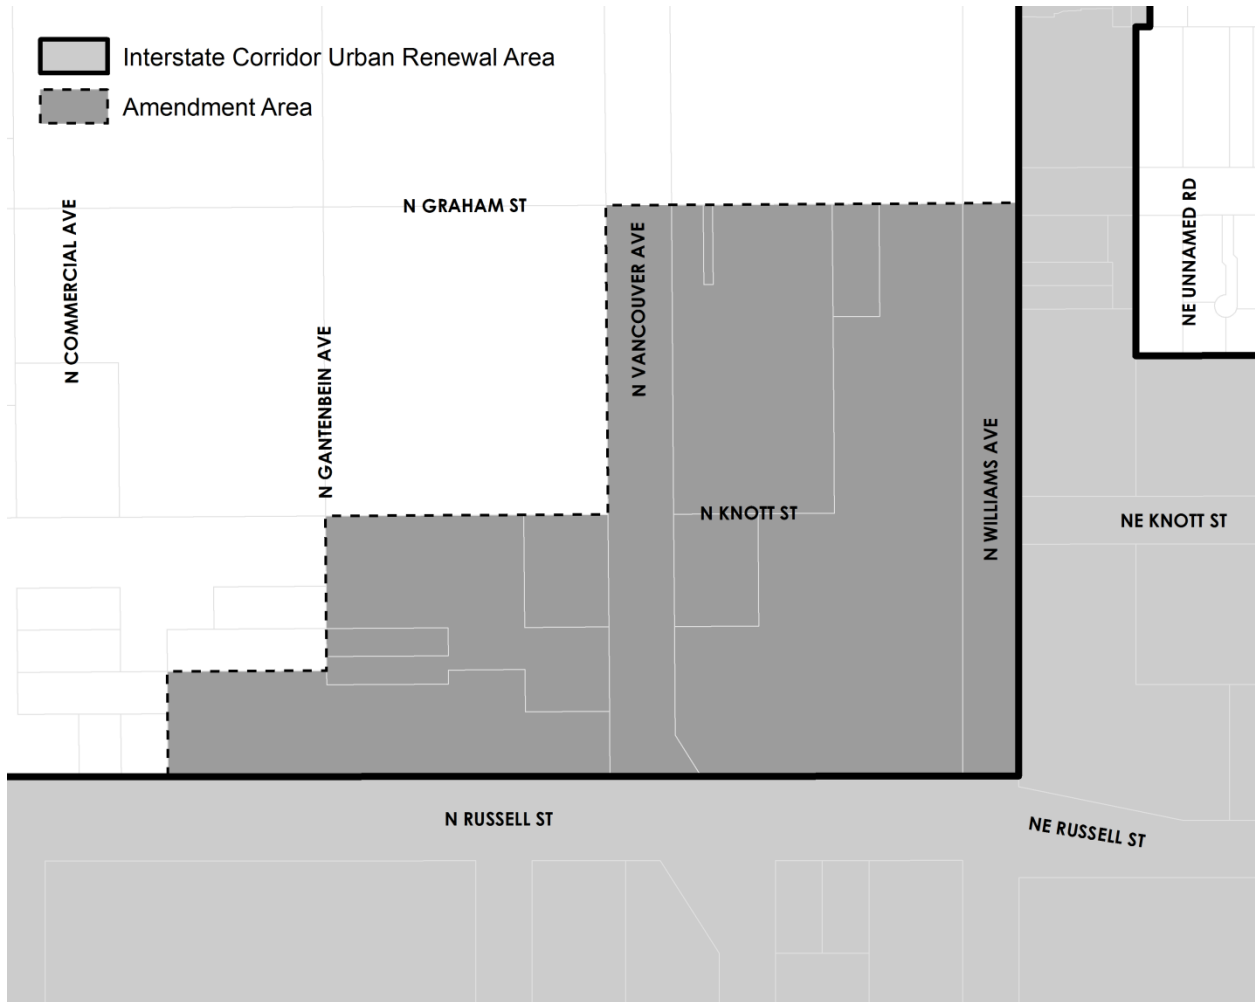 Interstate Corridor Urban Renewal Area
Amendment Area
N COMMERCIAL AVE
N GRAHAM ST
N GANTENBEIN AVE
N VANCOUVER AVE
N WILLIAMS AVE
NE UNNAMED RD
N KNOTT ST
NE KNOTT ST
N RUSSELL ST
NE RUSSELL ST